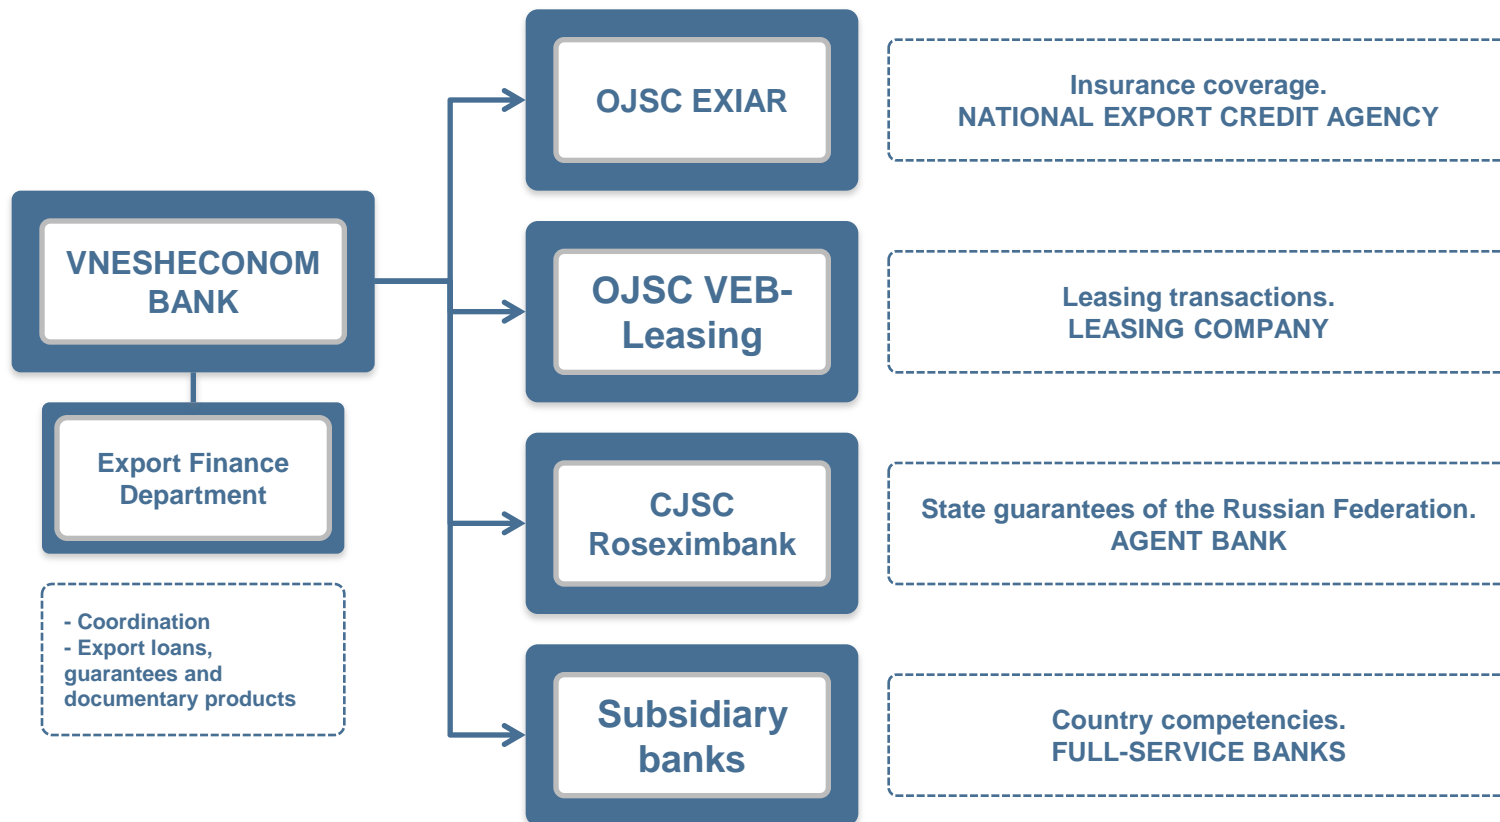 VNESHECONOM
BANK
Export Finance
Department
- Coordination
- Export loans,
guarantees and
documentary products
OJSC EXIAR
Insurance coverage.
NATIONAL EXPORT CREDIT AGENCY
OJSC VEB-
Leasing
Leasing transactions.
LEASING COMPANY
CJSC
Roseximbank
State guarantees of the Russian Federation.
AGENT BANK
Subsidiary
banks
Country competencies.
FULL-SERVICE BANKS